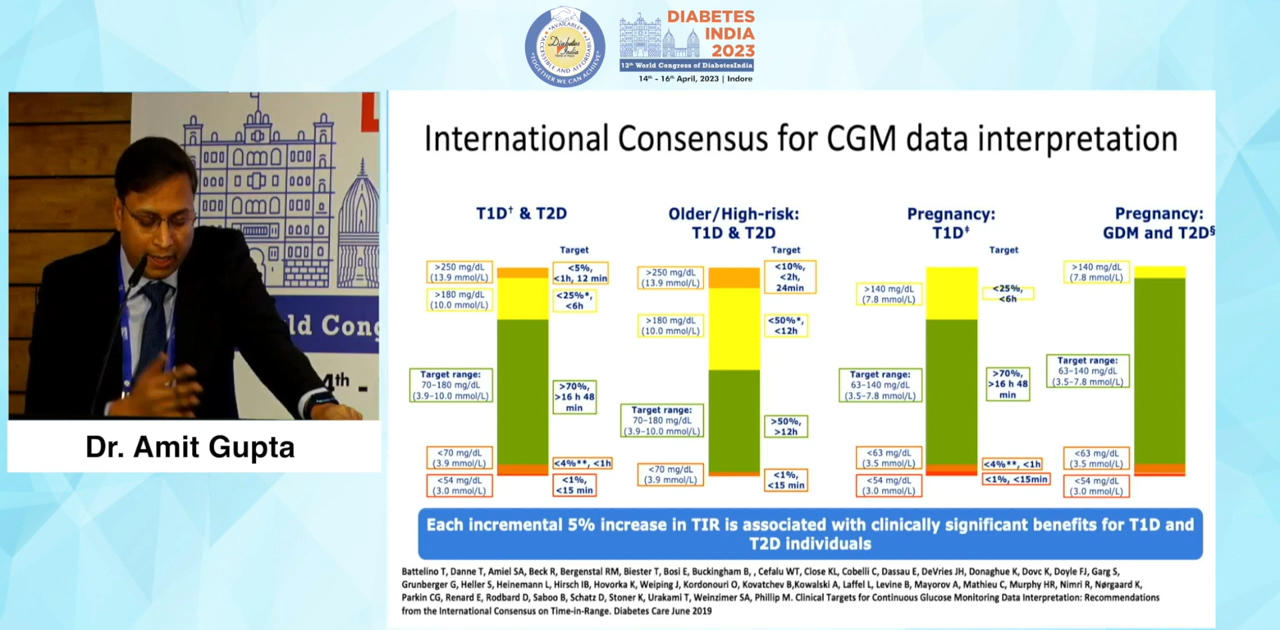 AVAILABLE
ACCESSIBLE AND AFFORDABLE
Diabetes
India
TOGETHER WE CAN ACHIEVE
DIABETES
INDIA
2023
12th World Congress of DiabetesIndia
14th - 16th April, 2023 | Indore
ld Cong
4th -
Dr. Amit Gupta
International Consensus for CGM data interpretation
T1D† & T2D
Target
>250 mg/dL
(13.9 mmol/L)
<5%,
<1h, 12 min
>180 mg/dL
(10.0 mmol/L)
<25%*,
<6h
Target range:
70-180 mg/dL
(3.9-10.0 mmol/L)
>70%,
>16 h 48
min
<70 mg/dL
(3.9 mmol/L)
<4%**, <1h
<54 mg/dL
(3.0 mmol/L)
<1%,
<15 min
Older/High-risk:
T1D & T2D
Target
>250 mg/dL
(13.9 mmol/L)
<10%,
<2h,
24min
>180 mg/dL
(10.0 mmol/L)
<50%*,
<12h
Target range:
70-180 mg/dL
(3.9-10.0 mmol/L)
>50%,
>12h
<70 mg/dL
(3.9 mmol/L)
<1%,
<15 min
Pregnancy:
T1D‡
Target
>140 mg/dL
(7.8 mmol/L)
<25%,
<6h
Target range:
63-140 mg/dL
(3.5-7.8 mmol/L)
>70%,
>16 h 48
min
<63 mg/dL
(3.5 mmol/L)
<4%**, <1h
<54 mg/dL
(3.0 mmol/L)
<1%, <15min
Pregnancy:
GDM and T2D§
>140 mg/dL
(7.8 mmol/L)
Target range:
63-140 mg/dL
(3.5-7.8 mmol/L)
<63 mg/dL
(3.5 mmol/L)
<54 mg/dL
(3.0 mmol/L)
Each incremental 5% increase in TIR is associated with clinically significant benefits for T1D and
T2D individuals
Battelino T, Danne T, Amiel SA, Beck R, Bergenstal RM, Biester T, Bosi E, Buckingham B, , Cefalu WT, Close KL, Cobelli C, Dassau E, DeVries JH, Donaghue K, Dovc K, Doyle FJ, Garg S,
Grunberger G, Heller S, Heinemann L, Hirsch IB, Hovorka K, Weiping J, Kordonouri O, Kovatchev B,Kowalski A, Laffel L, Levine B, Mayorov A, Mathieu C, Murphy HR, Nimri R, Nørgaard K,
Parkin CG, Renard E, Rodbard D, Saboo B, Schatz D, Stoner K, Urakami T, Weinzimer SA, Phillip M. Clinical Targets for Continuous Glucose Monitoring Data Interpretation: Recommendations
from the International Consensus on Time-in-Range. Diabetes Care June 2019